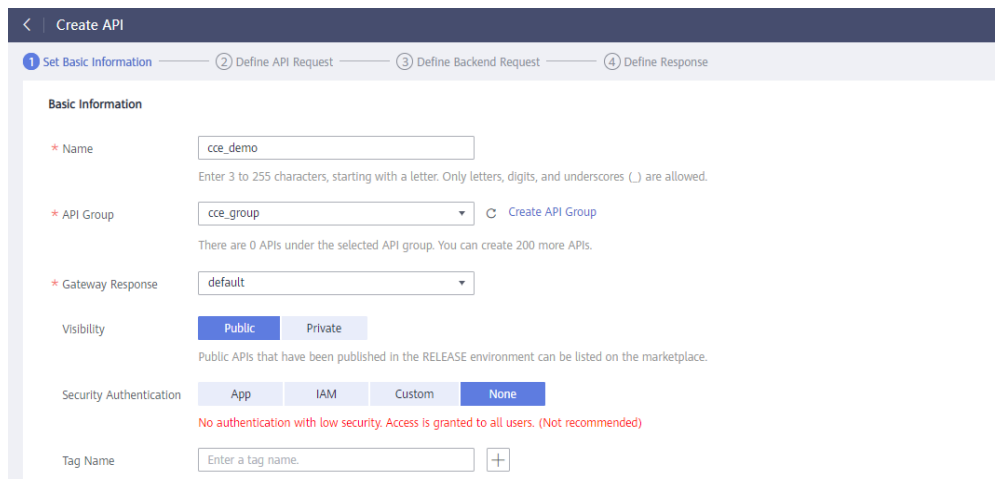 Create API
1 Set Basic Information 2 Define API Request 3 Define Backend Request 4 Define Response
Basic Information
* Name cce_demo
Enter 3 to 255 characters, starting with a letter. Only letters, digits, and underscores (_) are allowed.
* API Group cce_group Create API Group
There are 0 APIs under the selected API group. You can create 200 more APIs.
* Gateway Response default
Visibility Public Private
Public APIs that have been published in the RELEASE environment can be listed on the marketplace.
Security Authentication App IAM Custom None
No authentication with low security. Access is granted to all users. (Not recommended)
Tag Name Enter a tag name.